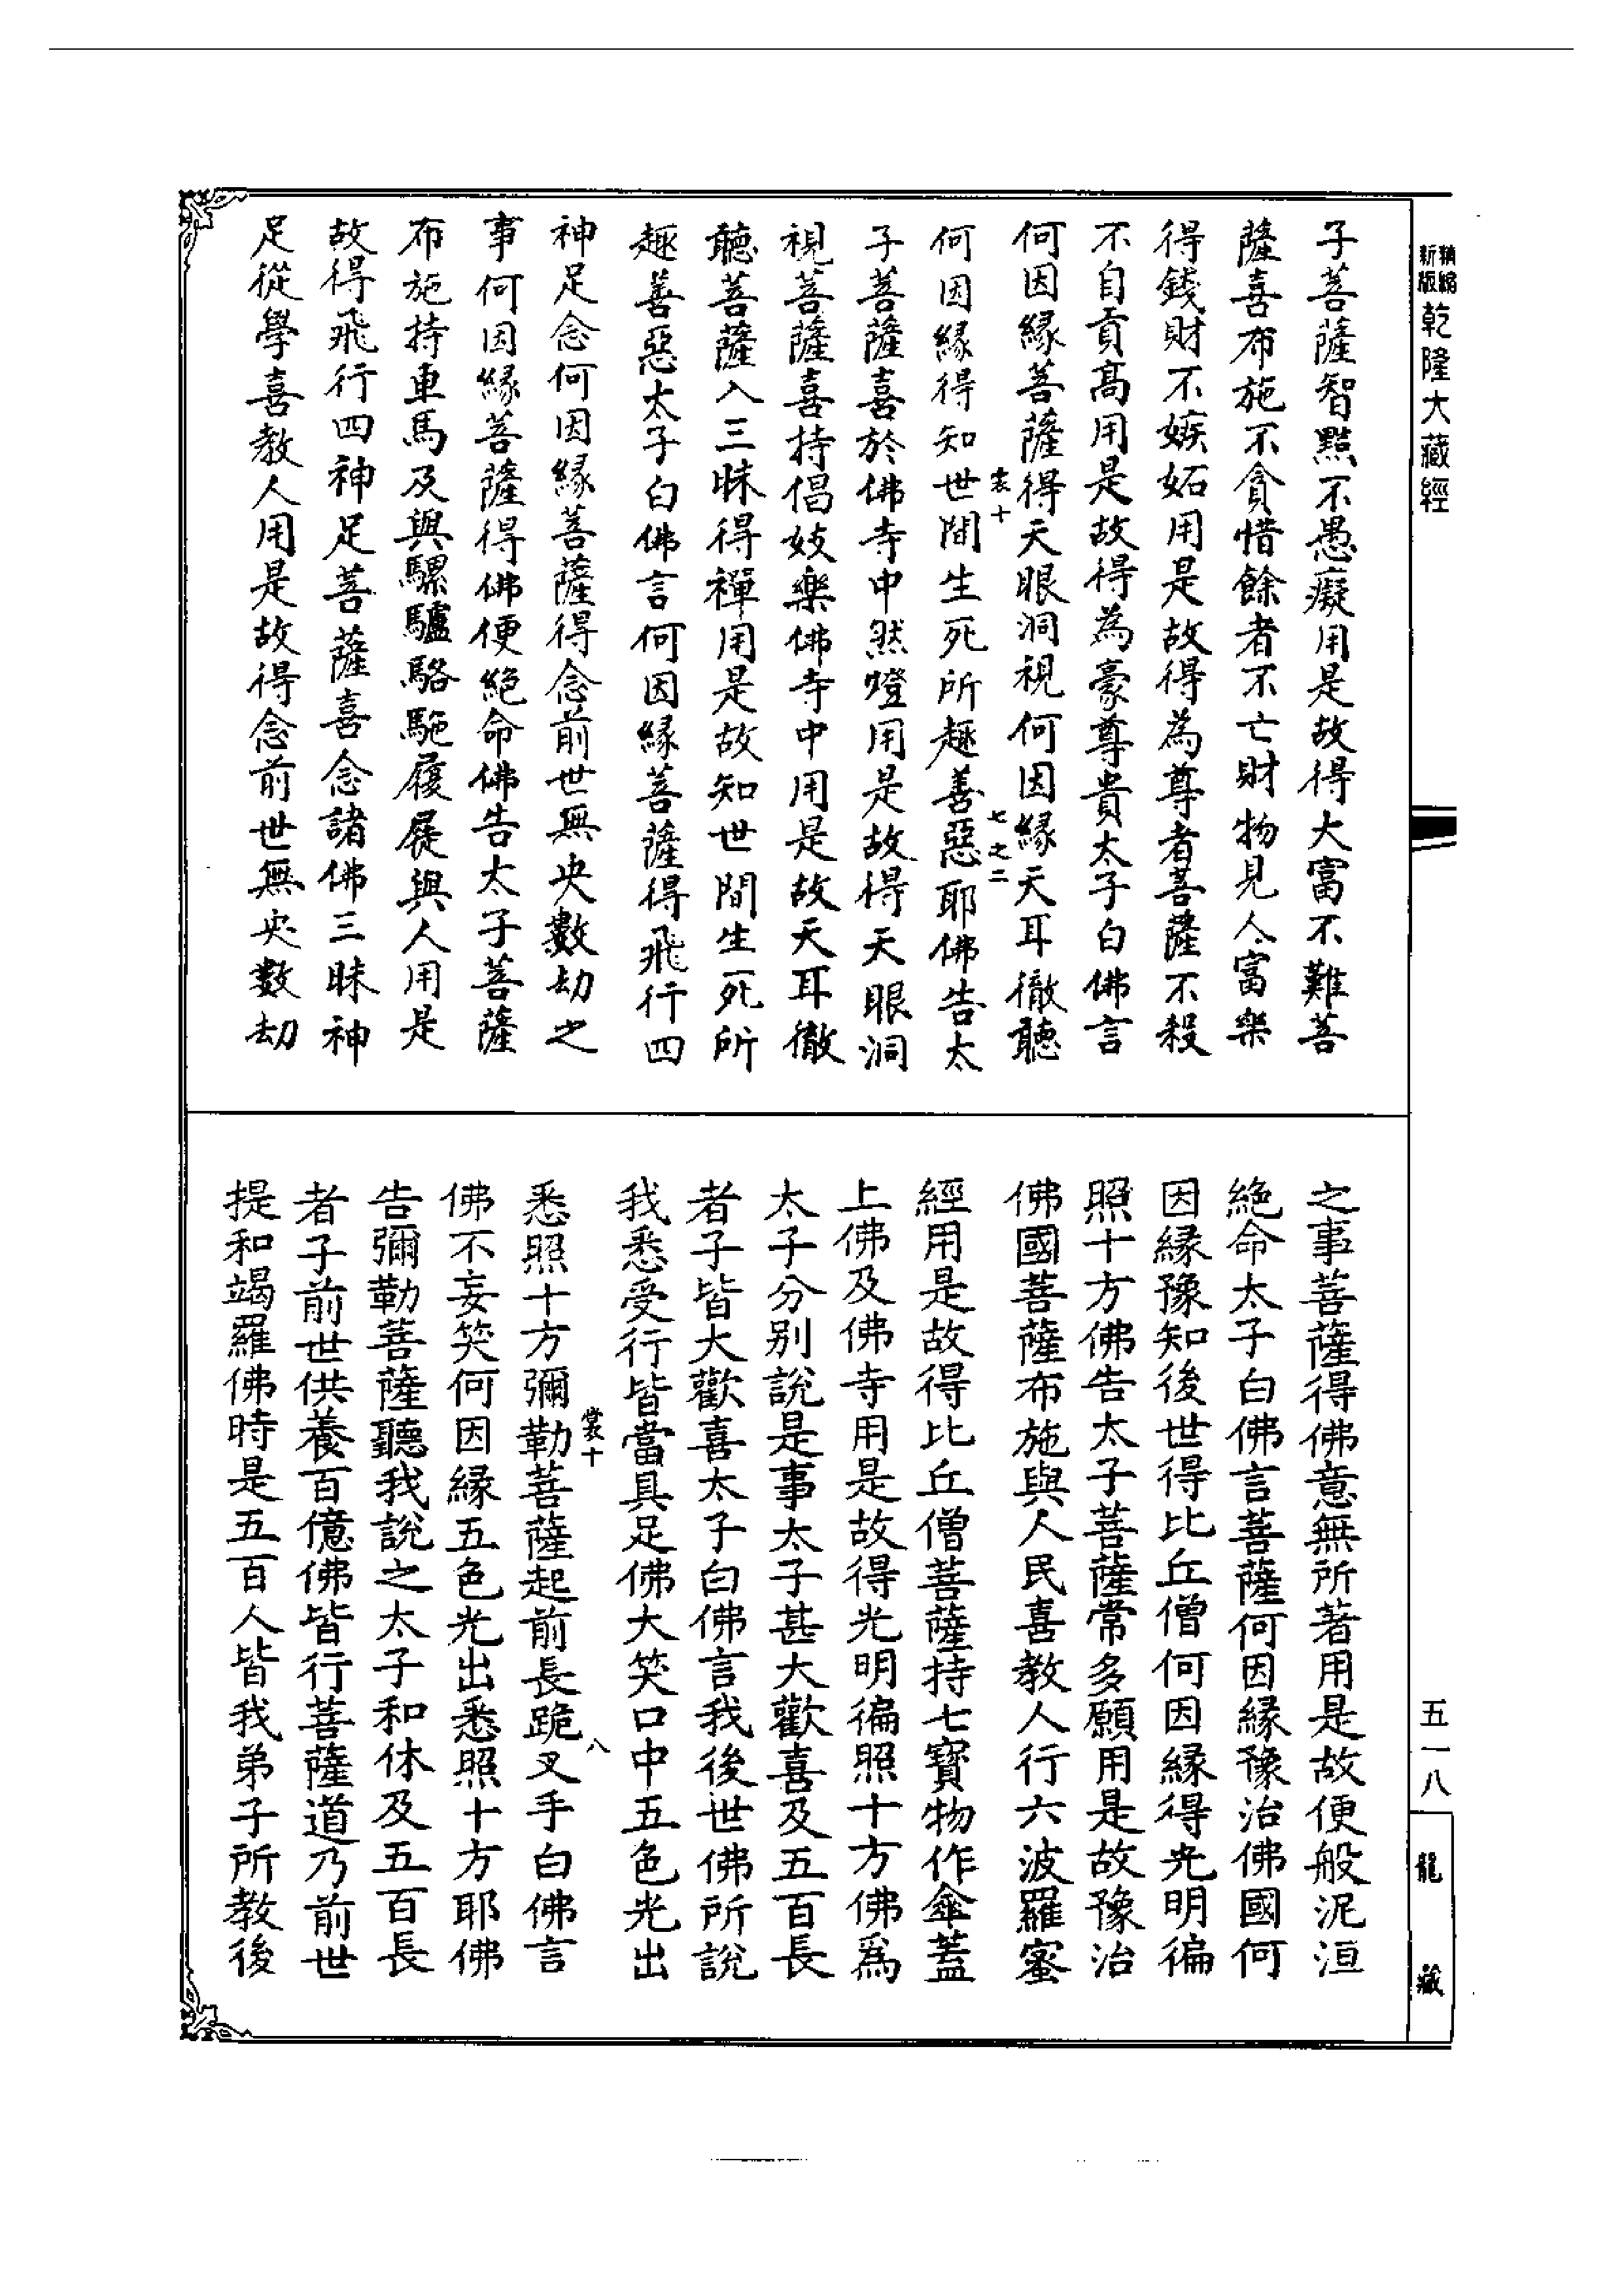 精縮新版乾隆大藏經
子菩薩智黠不愚癡用是故得大富不難菩
薩喜布施不貪惜餘者不亡財物見人富樂
得錢財不嫉妬用是故得為尊者菩薩不殺
不自貢高用是故得為豪尊貴太子白佛言
何因緣菩薩得天眼洞視何因緣天耳徹聽
裳十 七之二
何因緣得知世間生死所趣善惡耶佛告太
子菩薩喜於佛寺中然燈用是故得天眼洞
視菩薩喜持倡妓樂佛寺中用是故天耳徹
聽菩薩入三昧得禪用是故知世間生死所
趣善惡太子白佛言何因緣菩薩得飛行四
神足念何因緣菩薩得念前世無央數劫之
事何因緣菩薩得佛便絕命佛告太子菩薩
布施持車馬及與騾驢駱駞履屣與人用是
故得飛行四神足菩薩喜念諸佛三昧神
足從學喜教人用是故得念前世無央數劫
之事菩薩得佛意無所著用是故便般泥洹
絕命太子白佛言菩薩何因緣豫治佛國何
因緣豫知後世得比丘僧何因緣得光明徧
照十方佛告太子菩薩常多願用是故豫治
佛國菩薩布施與人民喜教人行六波羅蜜
經用是故得比丘僧菩薩持七寶物作傘蓋
上佛及佛寺用是故得光明徧照十方佛爲
太子分別說是事太子甚大歡喜及五百長
者子皆大歡喜太子白佛言我後世佛所說
我悉受行皆當具足佛大笑口中五色光出
裳十 八
悉照十方彌勒菩薩起前長跪叉手白佛言
佛不妄笑何因緣五色光出悉照十方耶佛
告彌勒菩薩聽我說之太子和休及五百長
者子前世供養百億佛皆行菩薩道乃前世
提和竭羅佛時是五百人皆我弟子所教後
五一八
龍藏